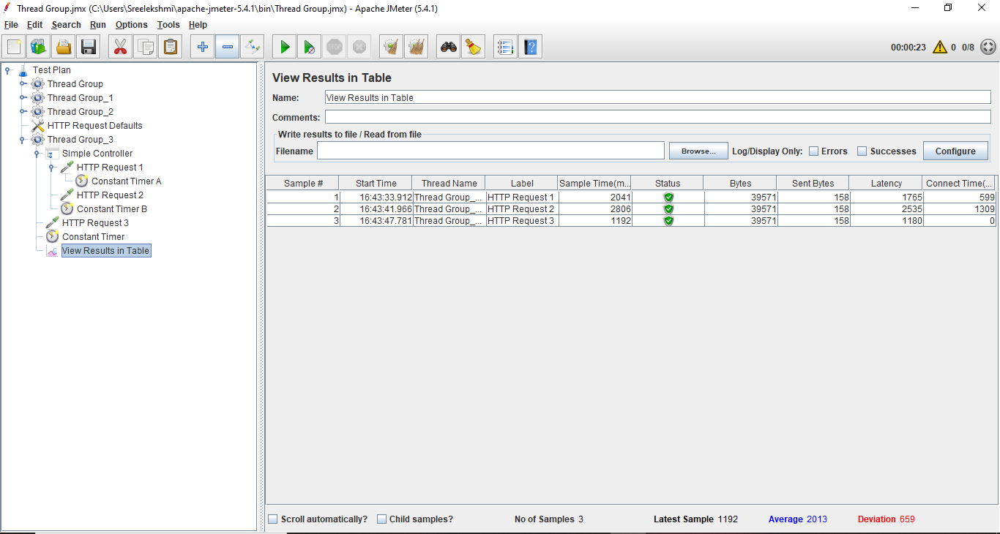 Thread Group.jmx (C:\Users\Sreelekshmi\apache-jmeter-5.4.1\bin\Thread Group.jmx) - Apache JMeter (5.4.1)
File Edit Search Run Options Tools Help
STOP
00:00:23 0 0/8
Test Plan
Thread Group
Thread Group_1
Thread Group_2
HTTP Request Defaults
Thread Group_3
Simple Controller
HTTP Request 1
Constant Timer A
HTTP Request 2
Constant Timer B
HTTP Request 3
Constant Timer
View Results in Table
View Results in Table
Name: View Results in Table
Comments:
Write results to file / Read from file
Filename Browse... Log/Display Only: Errors Successes Configure
Sample # Start Time Thread Name Label Sample Time(m... Status Bytes Sent Bytes Latency Connect Time(...
1 16:43:33.912 Thread Group_... HTTP Request 1 2041 39571 158 1765 599
2 16:43:41.966 Thread Group_... HTTP Request 2 2806 39571 158 2535 1309
3 16:43:47.781 Thread Group_... HTTP Request 3 1192 39571 158 1180 0
Scroll automatically? Child samples? No of Samples 3 Latest Sample 1192 Average 2013 Deviation 659